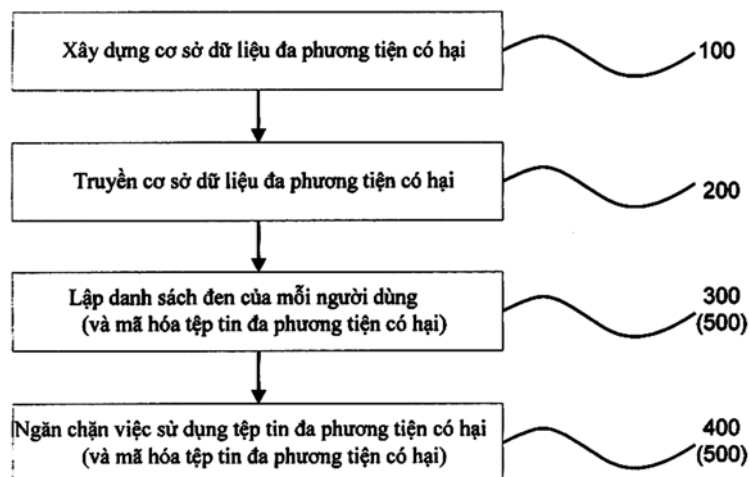 Xây dựng cơ sở dữ liệu đa phương tiện có hại
100
Truyền cơ sở dữ liệu đa phương tiện có hại
200
Lập danh sách đen của mỗi người dùng
(và mã hóa tệp tin đa phương tiện có hại)
300
(500)
Ngăn chặn việc sử dụng tệp tin đa phương tiện có hại
(và mã hóa tệp tin đa phương tiện có hại)
400
(500)